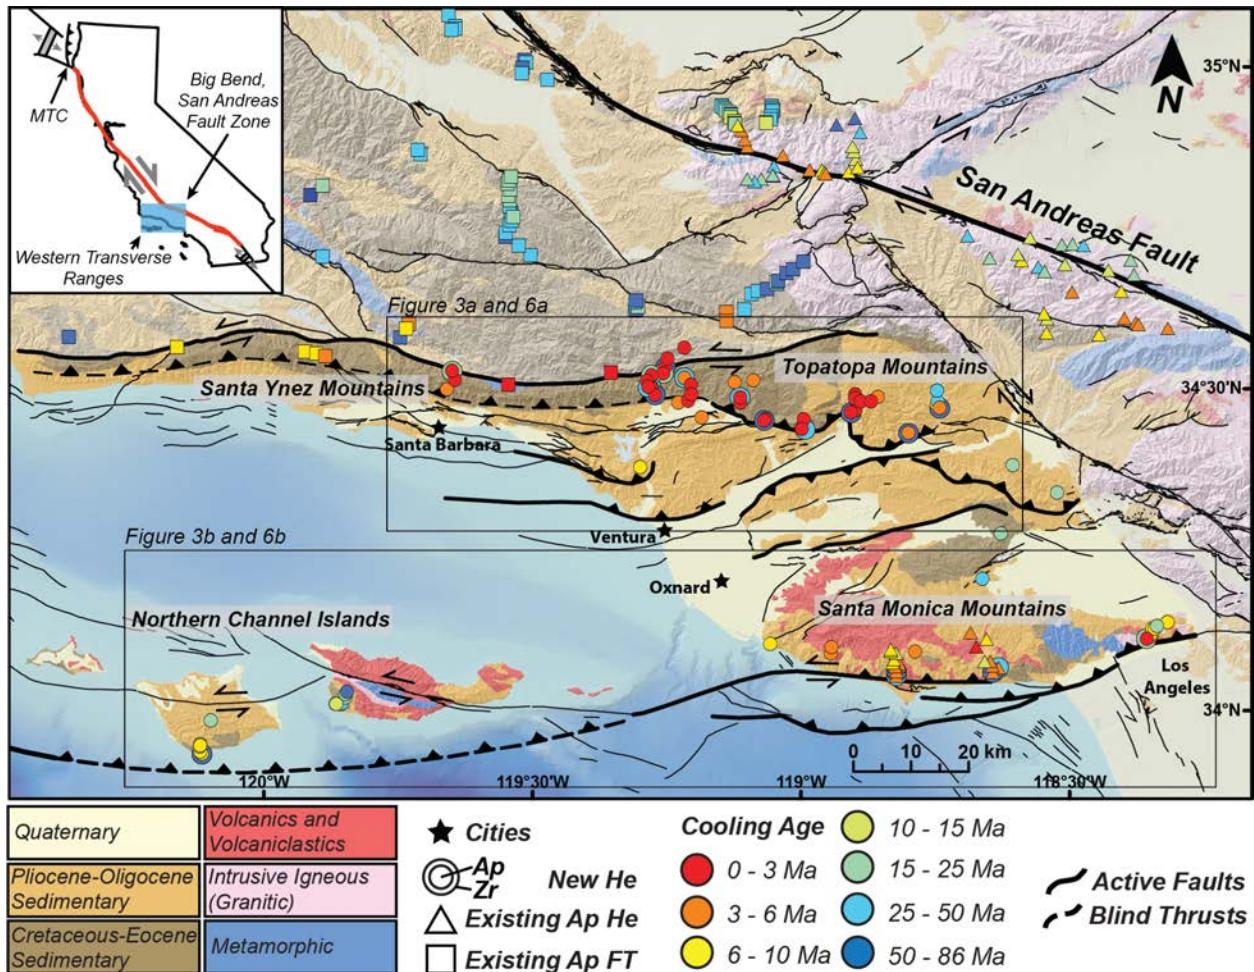 MTC
Big Bend,
San Andreas
Fault Zone
Western Transverse
Ranges
N
35°N
San Andreas Fault
Figure 3a and 6a
Santa Ynez Mountains
Topatopa Mountains
34°30'N
Santa Barbara
Ventura
Figure 3b and 6b
Oxnard
Northern Channel Islands
Santa Monica Mountains
Los
Angeles
34°N
0 10 20 km
120°W
119°30'W
119°W
118°30'W
Quaternary
Volcanics and
Volcaniclastics
Pliocene-Oligocene
Sedimentary
Intrusive Igneous
(Granitic)
Cretaceous-Eocene
Sedimentary
Metamorphic
Cities
Ap
Zr
New He
Existing Ap He
Existing Ap FT
Cooling Age
0 - 3 Ma
3 - 6 Ma
6 - 10 Ma
10 - 15 Ma
15 - 25 Ma
25 - 50 Ma
50 - 86 Ma
Active Faults
Blind Thrusts